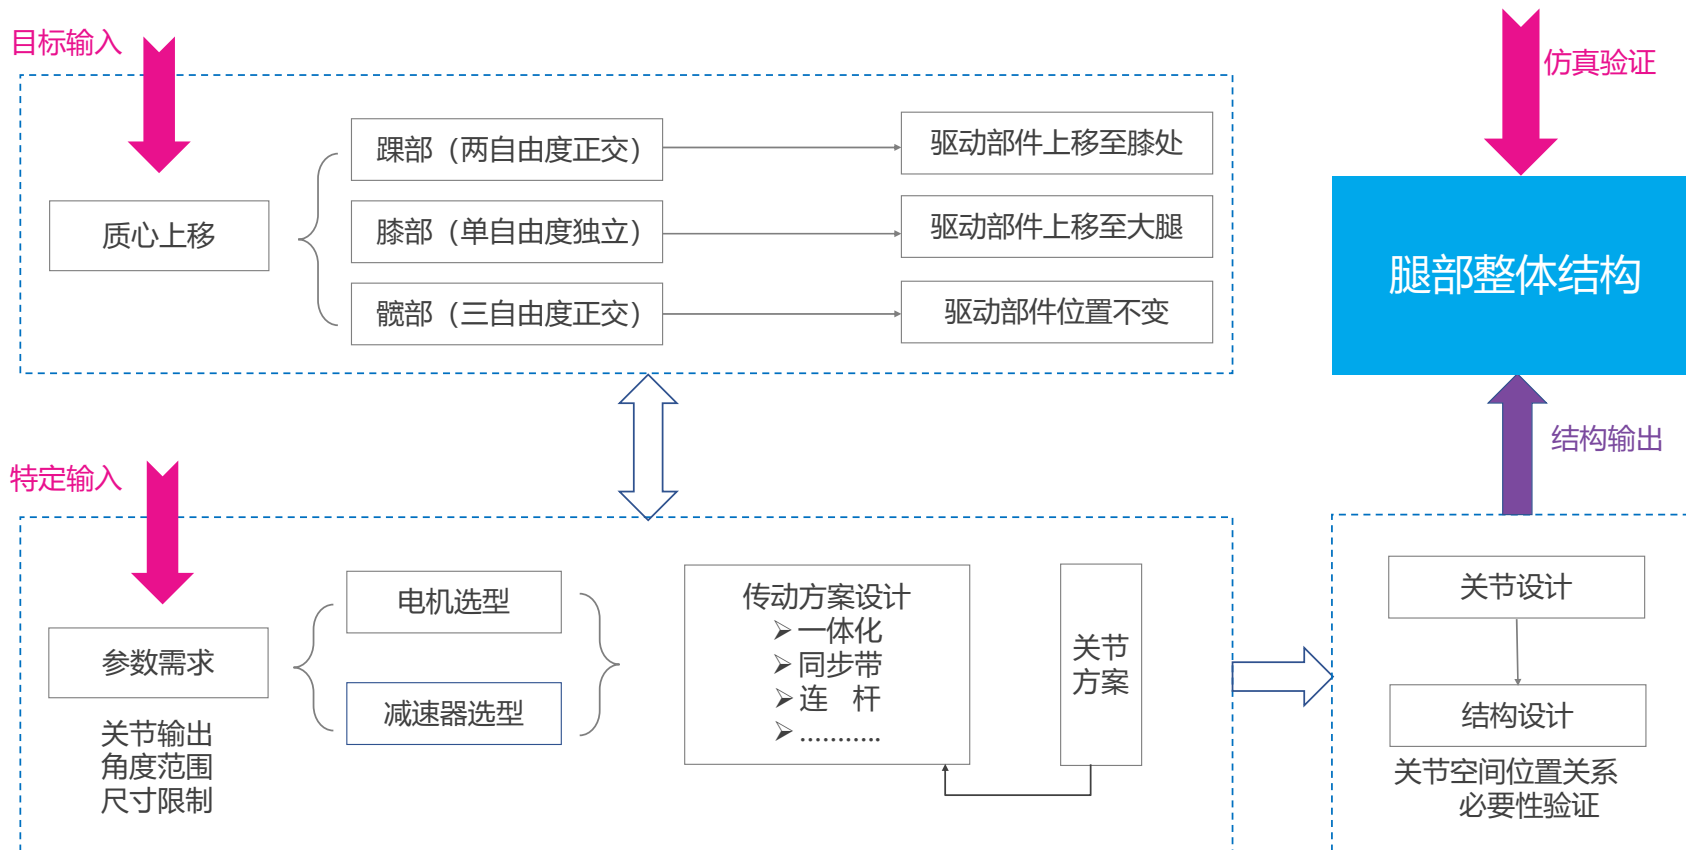 目标输入
仿真验证
踝部（两自由度正交）
驱动部件上移至膝处
质心上移
膝部（单自由度独立）
驱动部件上移至大腿
髋部（三自由度正交）
驱动部件位置不变
腿部整体结构
结构输出
特定输入
参数需求
关节输出
角度范围
尺寸限制
电机选型
减速器选型
传动方案设计
➢一体化
➢同步带
➢连　杆
➢...........
关节
方案
关节设计
结构设计
关节空间位置关系
必要性验证